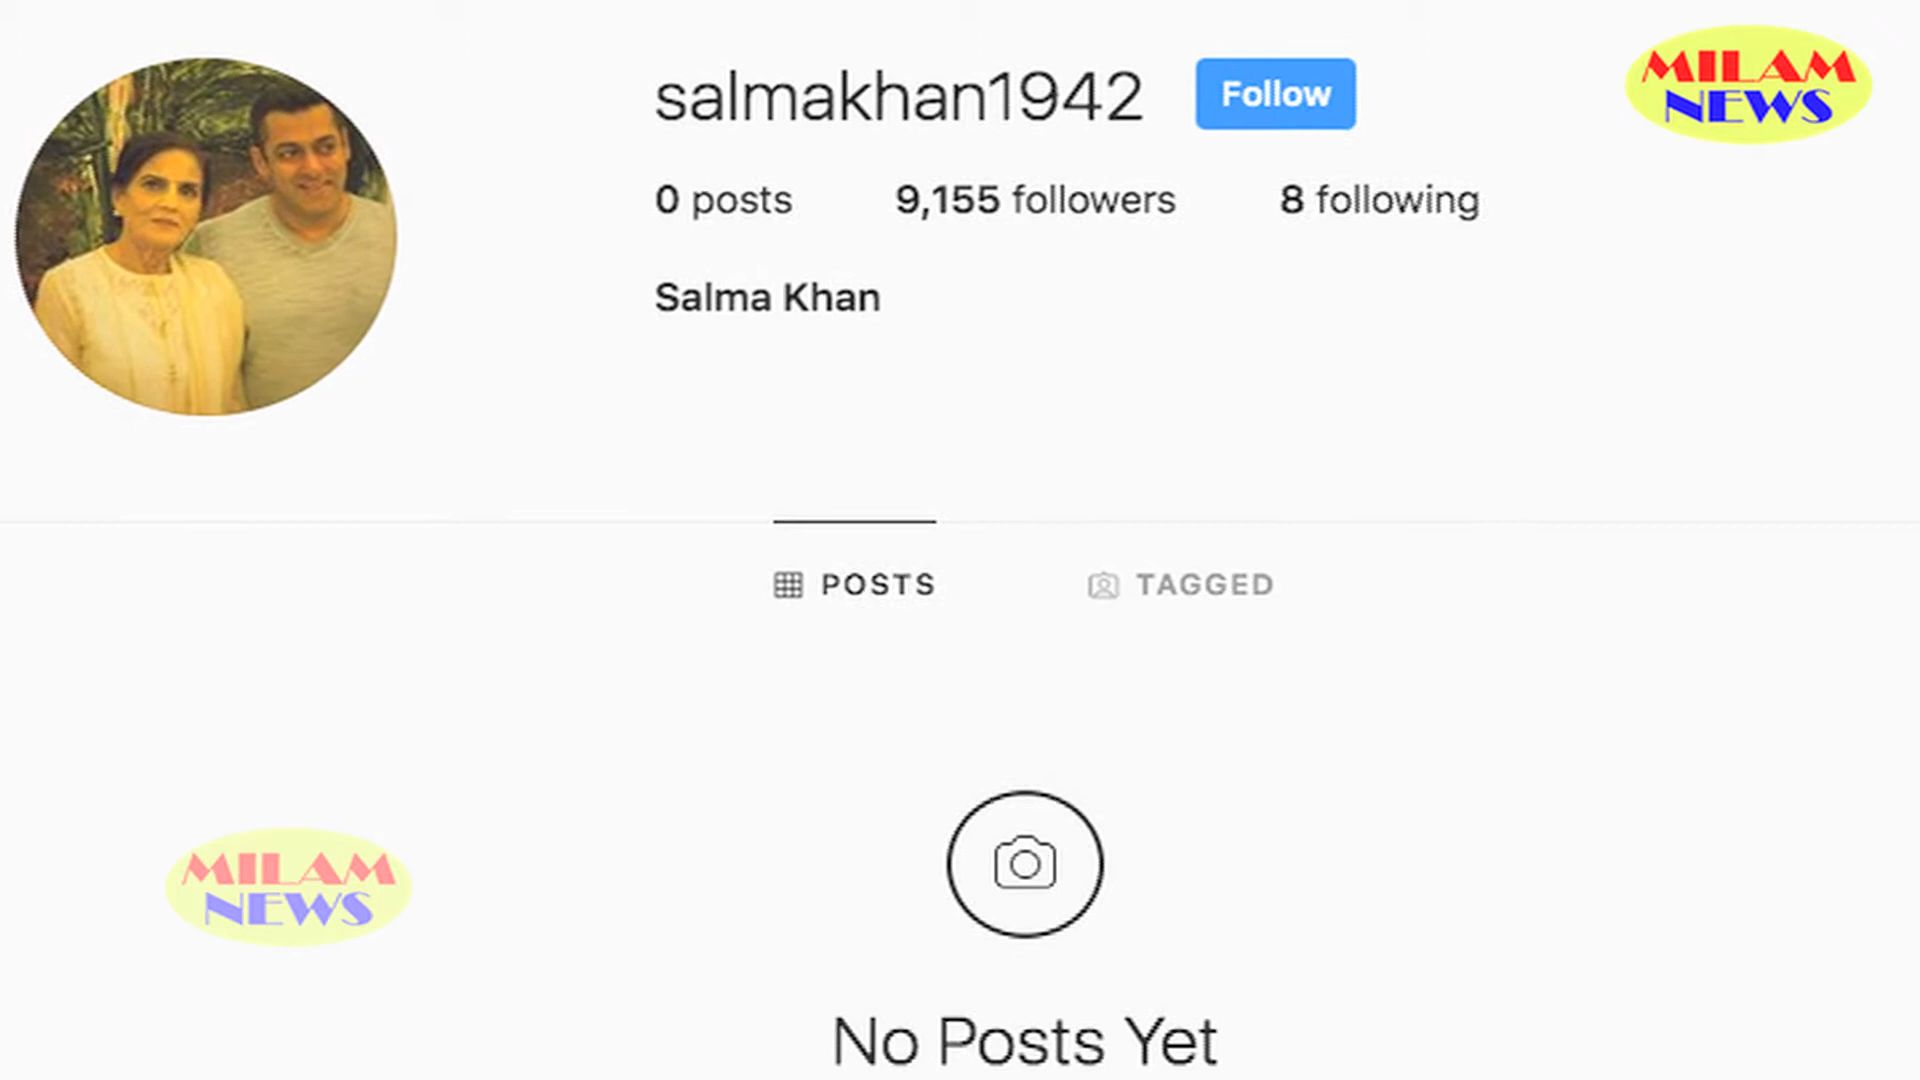 salmakhan1942
Follow
MILAM
NEWS
0 posts
9,155 followers
8 following
Salma Khan
POSTS
TAGGED
MILAM
NEWS
No Posts Yet